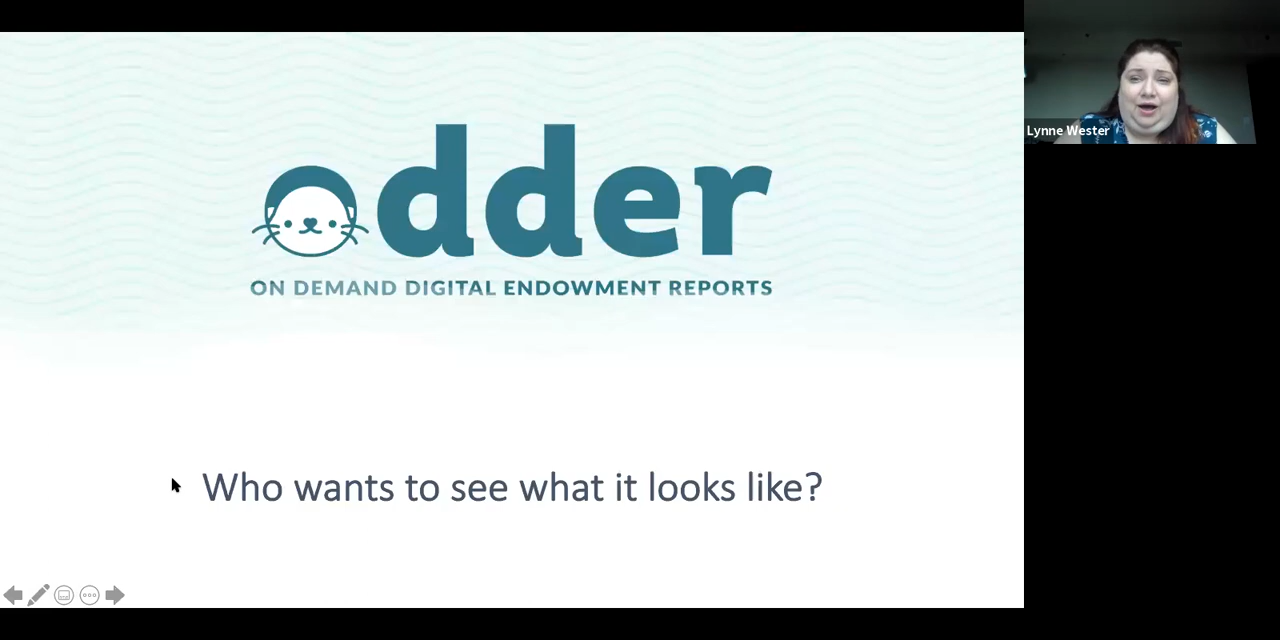 odder
ON DEMAND DIGITAL ENDOWMENT REPORTS
Who wants to see what it looks like?
Lynne Wester